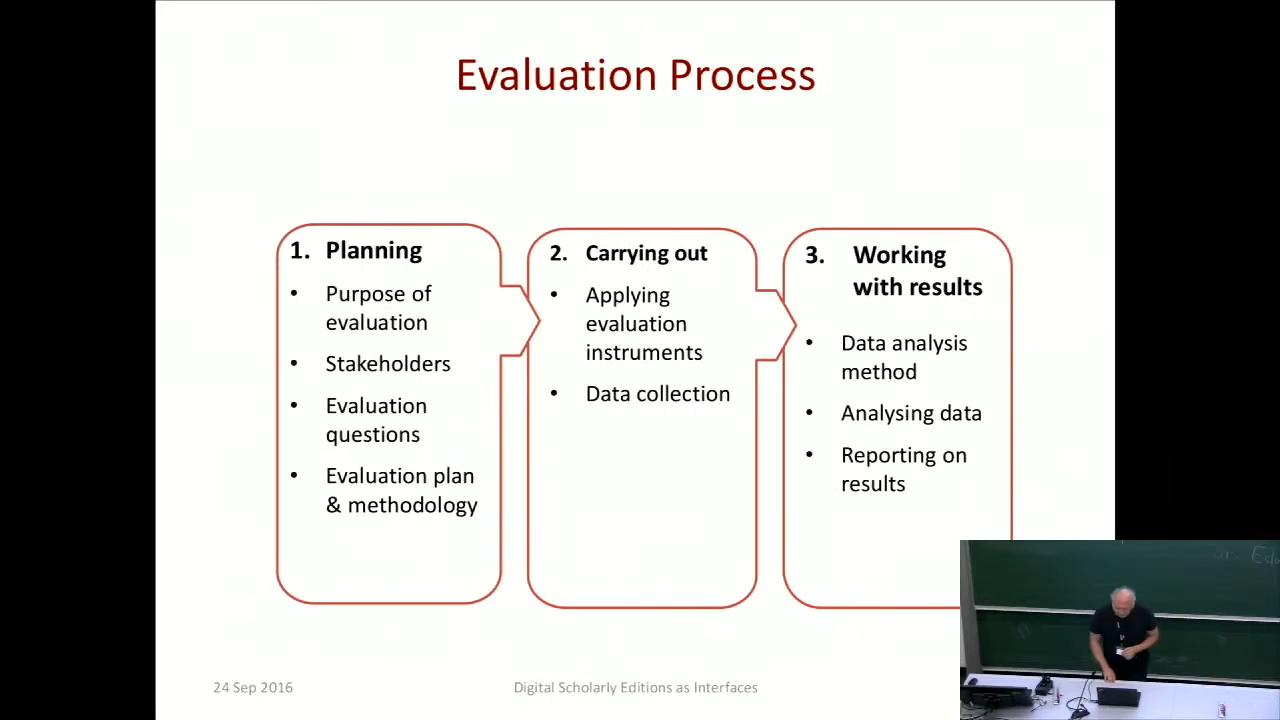 Evaluation Process
1. Planning
• Purpose of
evaluation
• Stakeholders
• Evaluation
questions
• Evaluation plan
& methodology
2. Carrying out
• Applying
evaluation
instruments
• Data collection
3. Working
with results
• Data analysis
method
• Analysing data
• Reporting on
results
24 Sep 2016
Digital Scholarly Editions as Interfaces